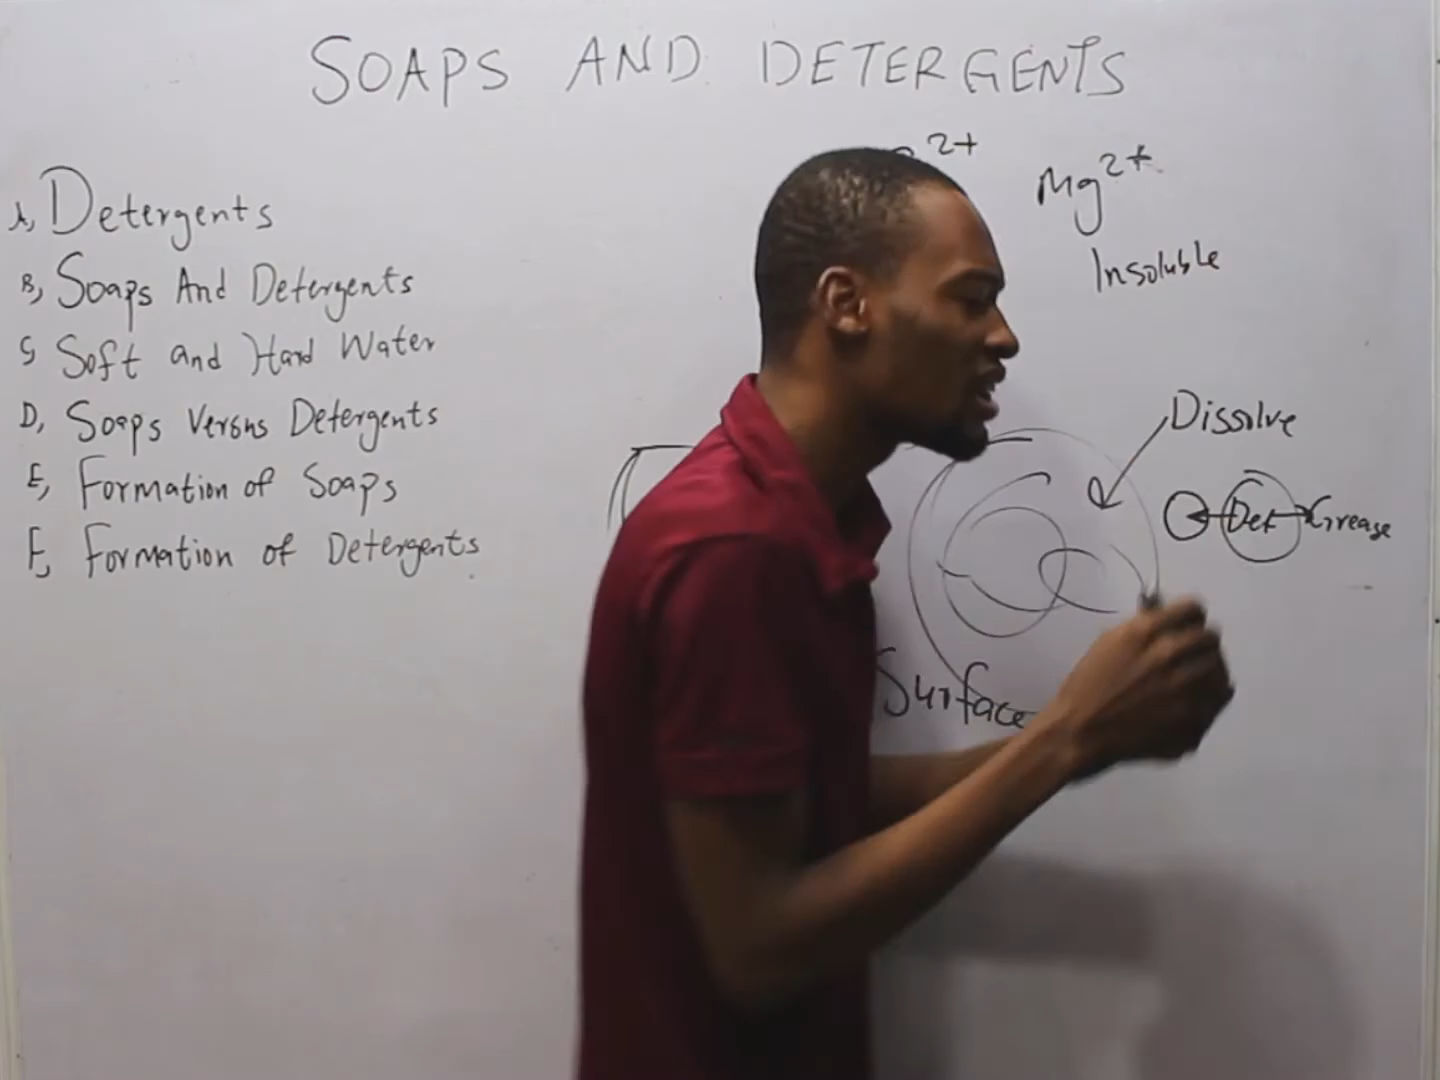 SOAPS AND DETERGENTS
A, Detergents
B, Soaps And Detergents
C, Soft and Hard Water
D, Soaps Versus Detergents
E, Formation of Soaps
F, Formation of Detergents
2+
Mg2+
Insoluble
Dissolve
Det Grease
Surface